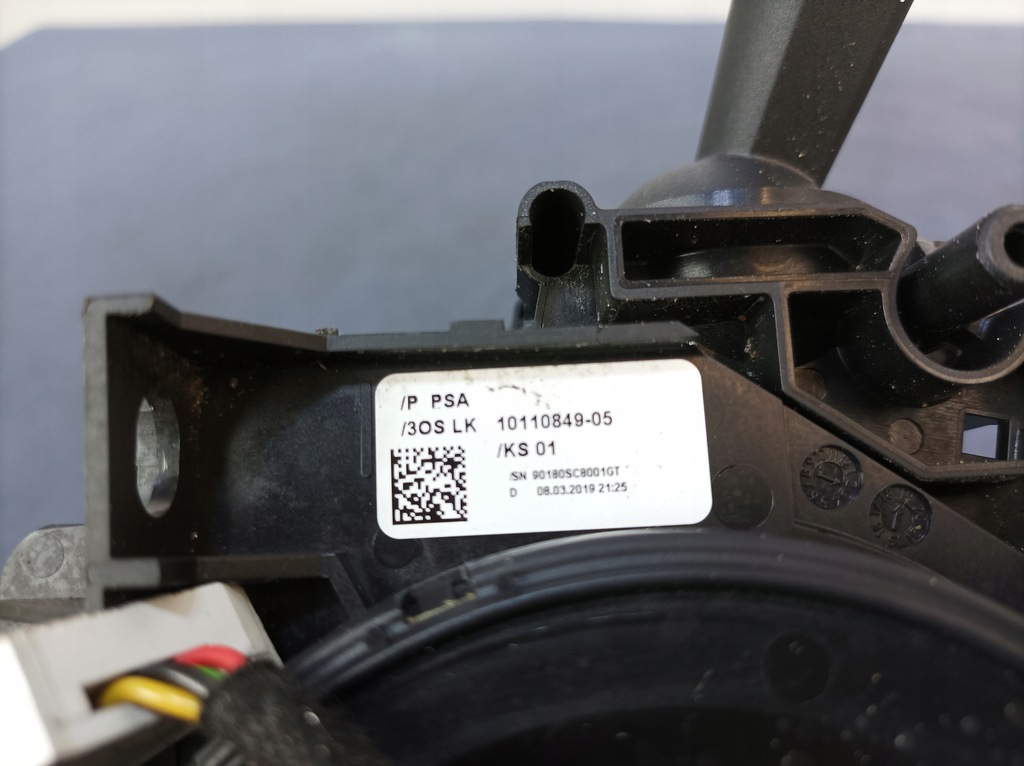 /P PSA
/3OS LK 10110849-05
/KS 01
/SN 90180SC8001GT
D 08.03.2019 21:25